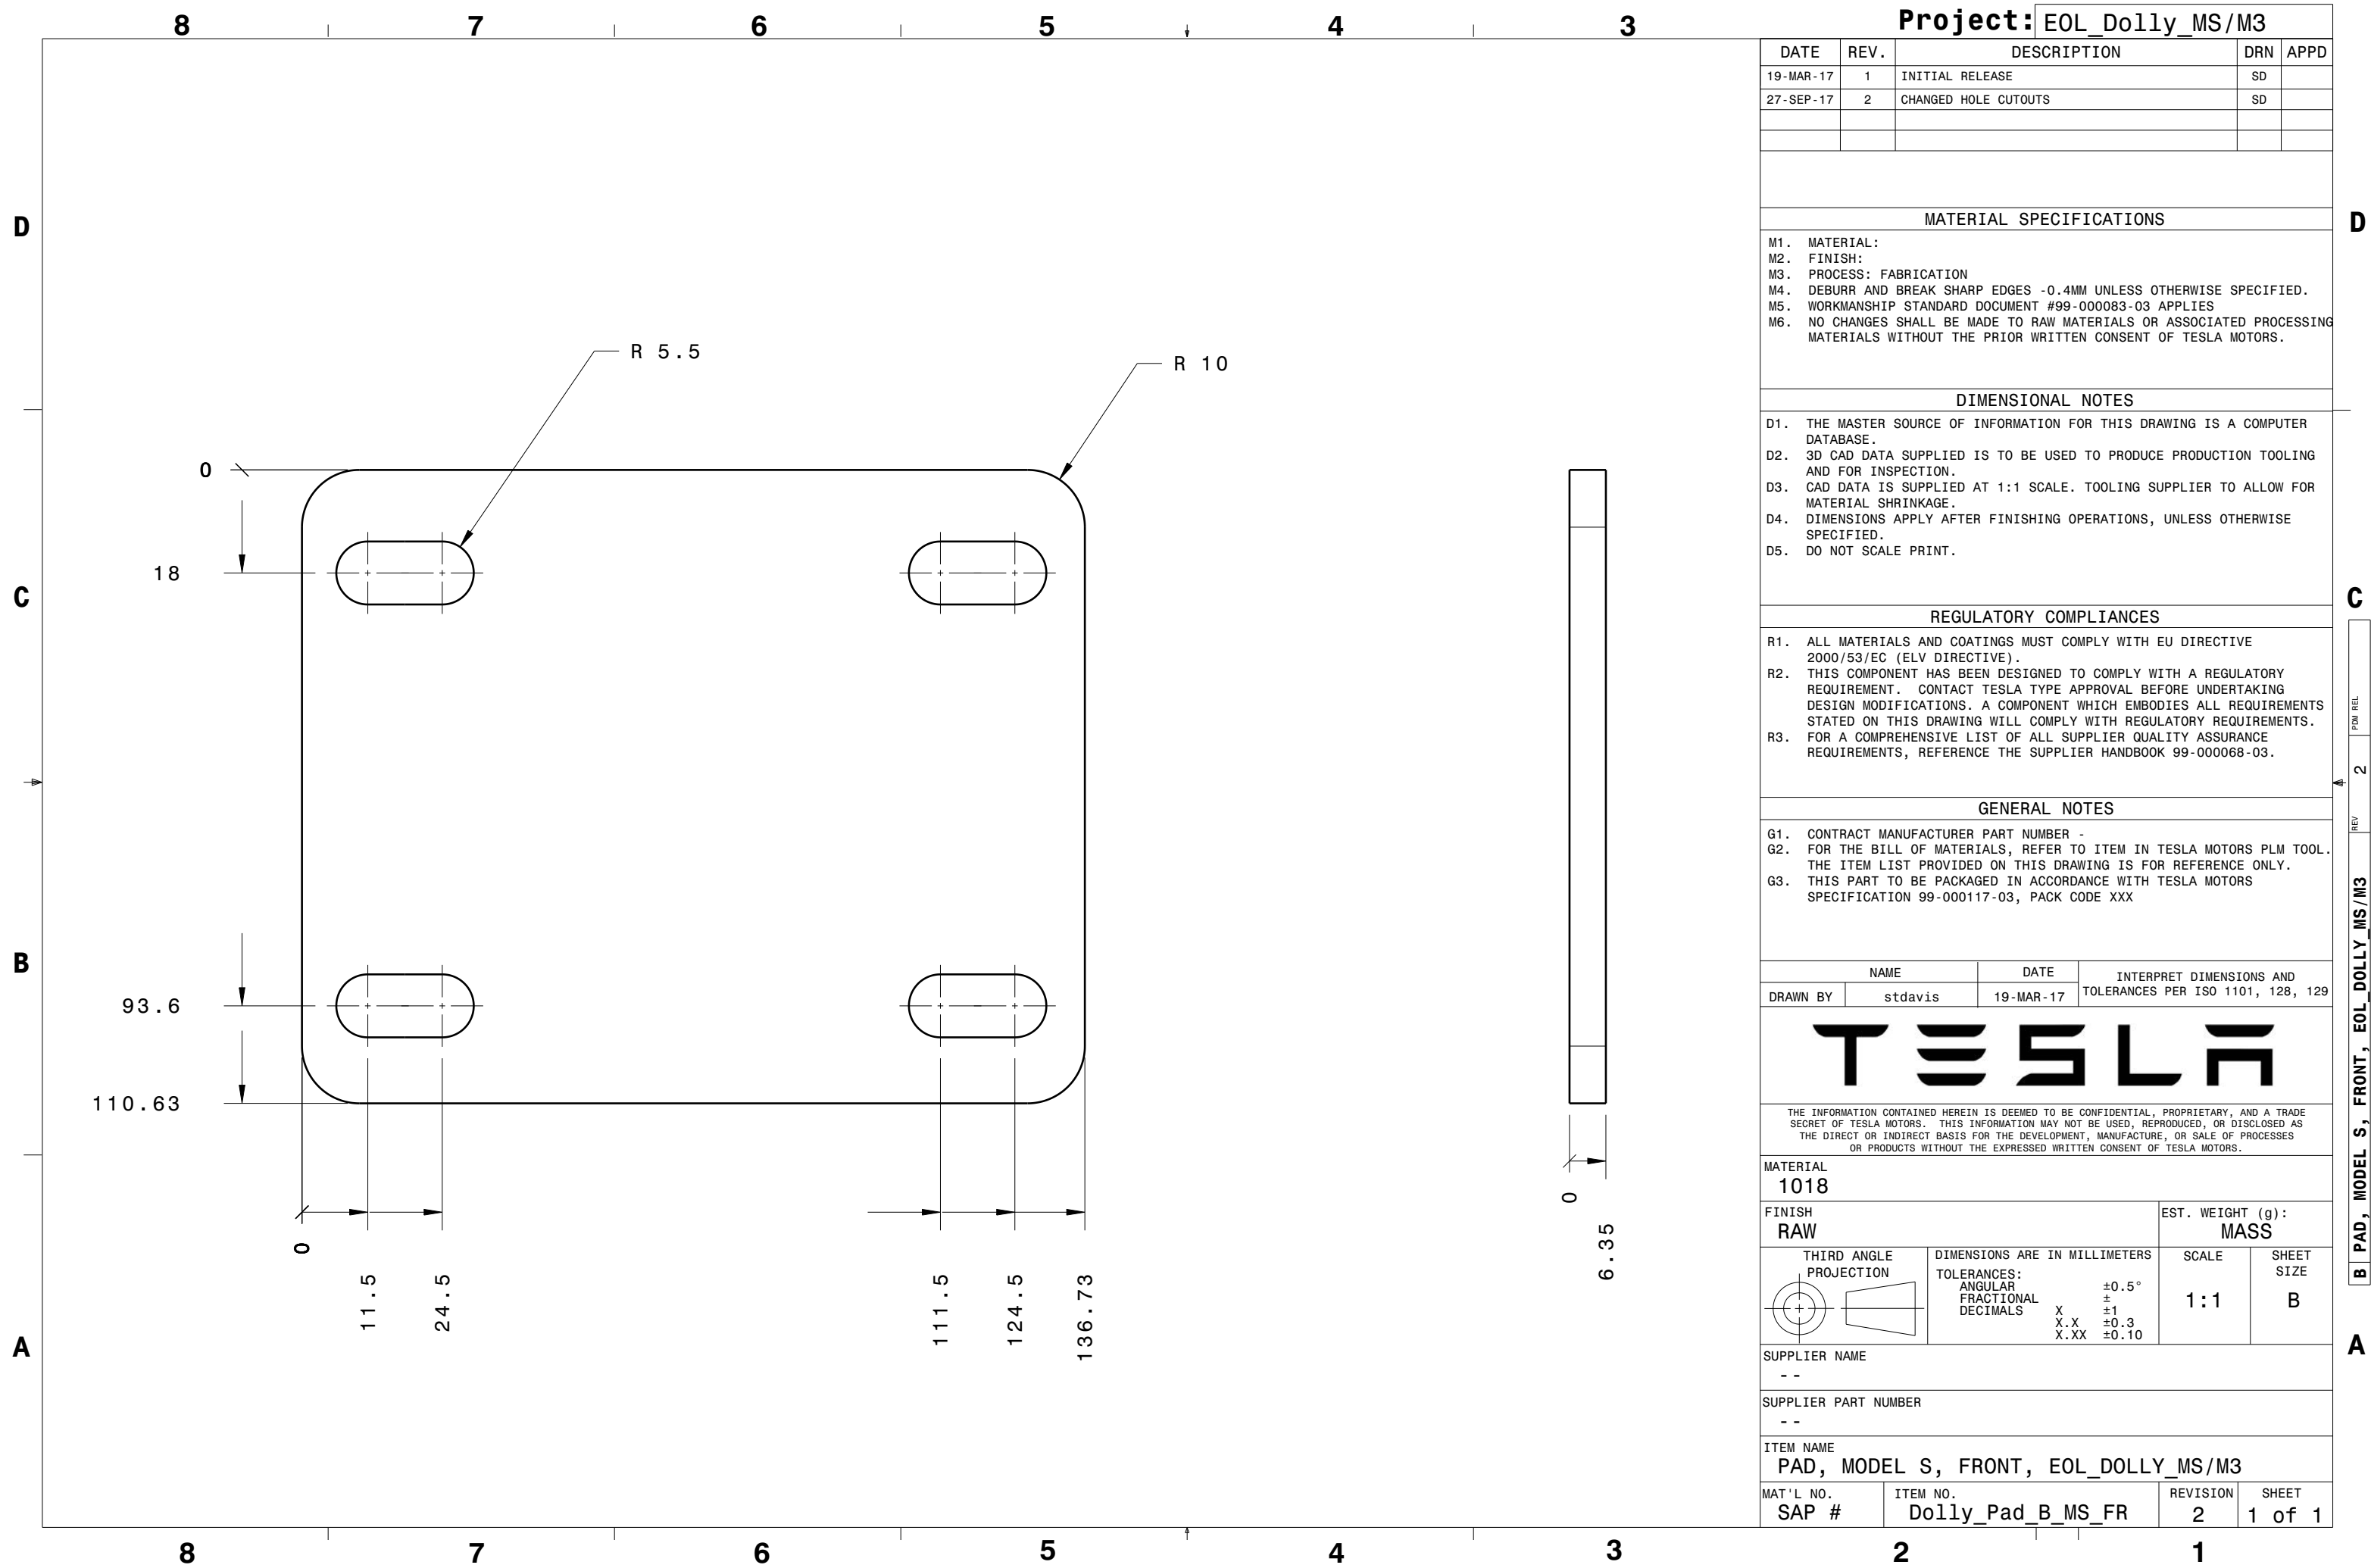 8 7 6 5 4 3
Project: EOL_Dolly_MS/M3
DATE REV. DESCRIPTION DRN APPD
19-MAR-17 1 INITIAL RELEASE SD
27-SEP-17 2 CHANGED HOLE CUTOUTS SD
MATERIAL SPECIFICATIONS
M1. MATERIAL:
M2. FINISH:
M3. PROCESS: FABRICATION
M4. DEBURR AND BREAK SHARP EDGES -0.4MM UNLESS OTHERWISE SPECIFIED.
M5. WORKMANSHIP STANDARD DOCUMENT #99-000083-03 APPLIES
M6. NO CHANGES SHALL BE MADE TO RAW MATERIALS OR ASSOCIATED PROCESSING
MATERIALS WITHOUT THE PRIOR WRITTEN CONSENT OF TESLA MOTORS.
DIMENSIONAL NOTES
D1. THE MASTER SOURCE OF INFORMATION FOR THIS DRAWING IS A COMPUTER
DATABASE.
D2. 3D CAD DATA SUPPLIED IS TO BE USED TO PRODUCE PRODUCTION TOOLING
AND FOR INSPECTION.
D3. CAD DATA IS SUPPLIED AT 1:1 SCALE. TOOLING SUPPLIER TO ALLOW FOR
MATERIAL SHRINKAGE.
D4. DIMENSIONS APPLY AFTER FINISHING OPERATIONS, UNLESS OTHERWISE
SPECIFIED.
D5. DO NOT SCALE PRINT.
REGULATORY COMPLIANCES
R1. ALL MATERIALS AND COATINGS MUST COMPLY WITH EU DIRECTIVE
2000/53/EC (ELV DIRECTIVE).
R2. THIS COMPONENT HAS BEEN DESIGNED TO COMPLY WITH A REGULATORY
REQUIREMENT. CONTACT TESLA TYPE APPROVAL BEFORE UNDERTAKING
DESIGN MODIFICATIONS. A COMPONENT WHICH EMBODIES ALL REQUIREMENTS
STATED ON THIS DRAWING WILL COMPLY WITH REGULATORY REQUIREMENTS.
R3. FOR A COMPREHENSIVE LIST OF ALL SUPPLIER QUALITY ASSURANCE
REQUIREMENTS, REFERENCE THE SUPPLIER HANDBOOK 99-000068-03.
GENERAL NOTES
G1. CONTRACT MANUFACTURER PART NUMBER -
G2. FOR THE BILL OF MATERIALS, REFER TO ITEM IN TESLA MOTORS PLM TOOL.
THE ITEM LIST PROVIDED ON THIS DRAWING IS FOR REFERENCE ONLY.
G3. THIS PART TO BE PACKAGED IN ACCORDANCE WITH TESLA MOTORS
SPECIFICATION 99-000117-03, PACK CODE XXX
NAME DATE
INTERPRET DIMENSIONS AND
TOLERANCES PER ISO 1101, 128, 129
DRAWN BY stdavis 19-MAR-17
TESLA
THE INFORMATION CONTAINED HEREIN IS DEEMED TO BE CONFIDENTIAL, PROPRIETARY, AND A TRADE
SECRET OF TESLA MOTORS. THIS INFORMATION MAY NOT BE USED, REPRODUCED, OR DISCLOSED AS
THE DIRECT OR INDIRECT BASIS FOR THE DEVELOPMENT, MANUFACTURE, OR SALE OF PROCESSES
OR PRODUCTS WITHOUT THE EXPRESSED WRITTEN CONSENT OF TESLA MOTORS.
MATERIAL
1018
FINISH
RAW
EST. WEIGHT (g):
MASS
THIRD ANGLE
PROJECTION
DIMENSIONS ARE IN MILLIMETERS
TOLERANCES:
ANGULAR ±0.5°
FRACTIONAL ±
DECIMALS X ±1
X.X ±0.3
X.XX ±0.10
SCALE
1:1
SHEET
SIZE
B
SUPPLIER NAME
--
SUPPLIER PART NUMBER
--
ITEM NAME
PAD, MODEL S, FRONT, EOL_DOLLY_MS/M3
MAT'L NO.
SAP #
ITEM NO.
Dolly_Pad_B_MS_FR
REVISION
2
SHEET
1 of 1
D
C
B
A
R 5.5
R 10
0
18
93.6
110.63
0
11.5
24.5
111.5
124.5
136.73
0
6.35
D
C
PDM REL
2
REV
B PAD, MODEL S, FRONT, EOL_DOLLY_MS/M3
A
8 7 6 5 4 3 2 1